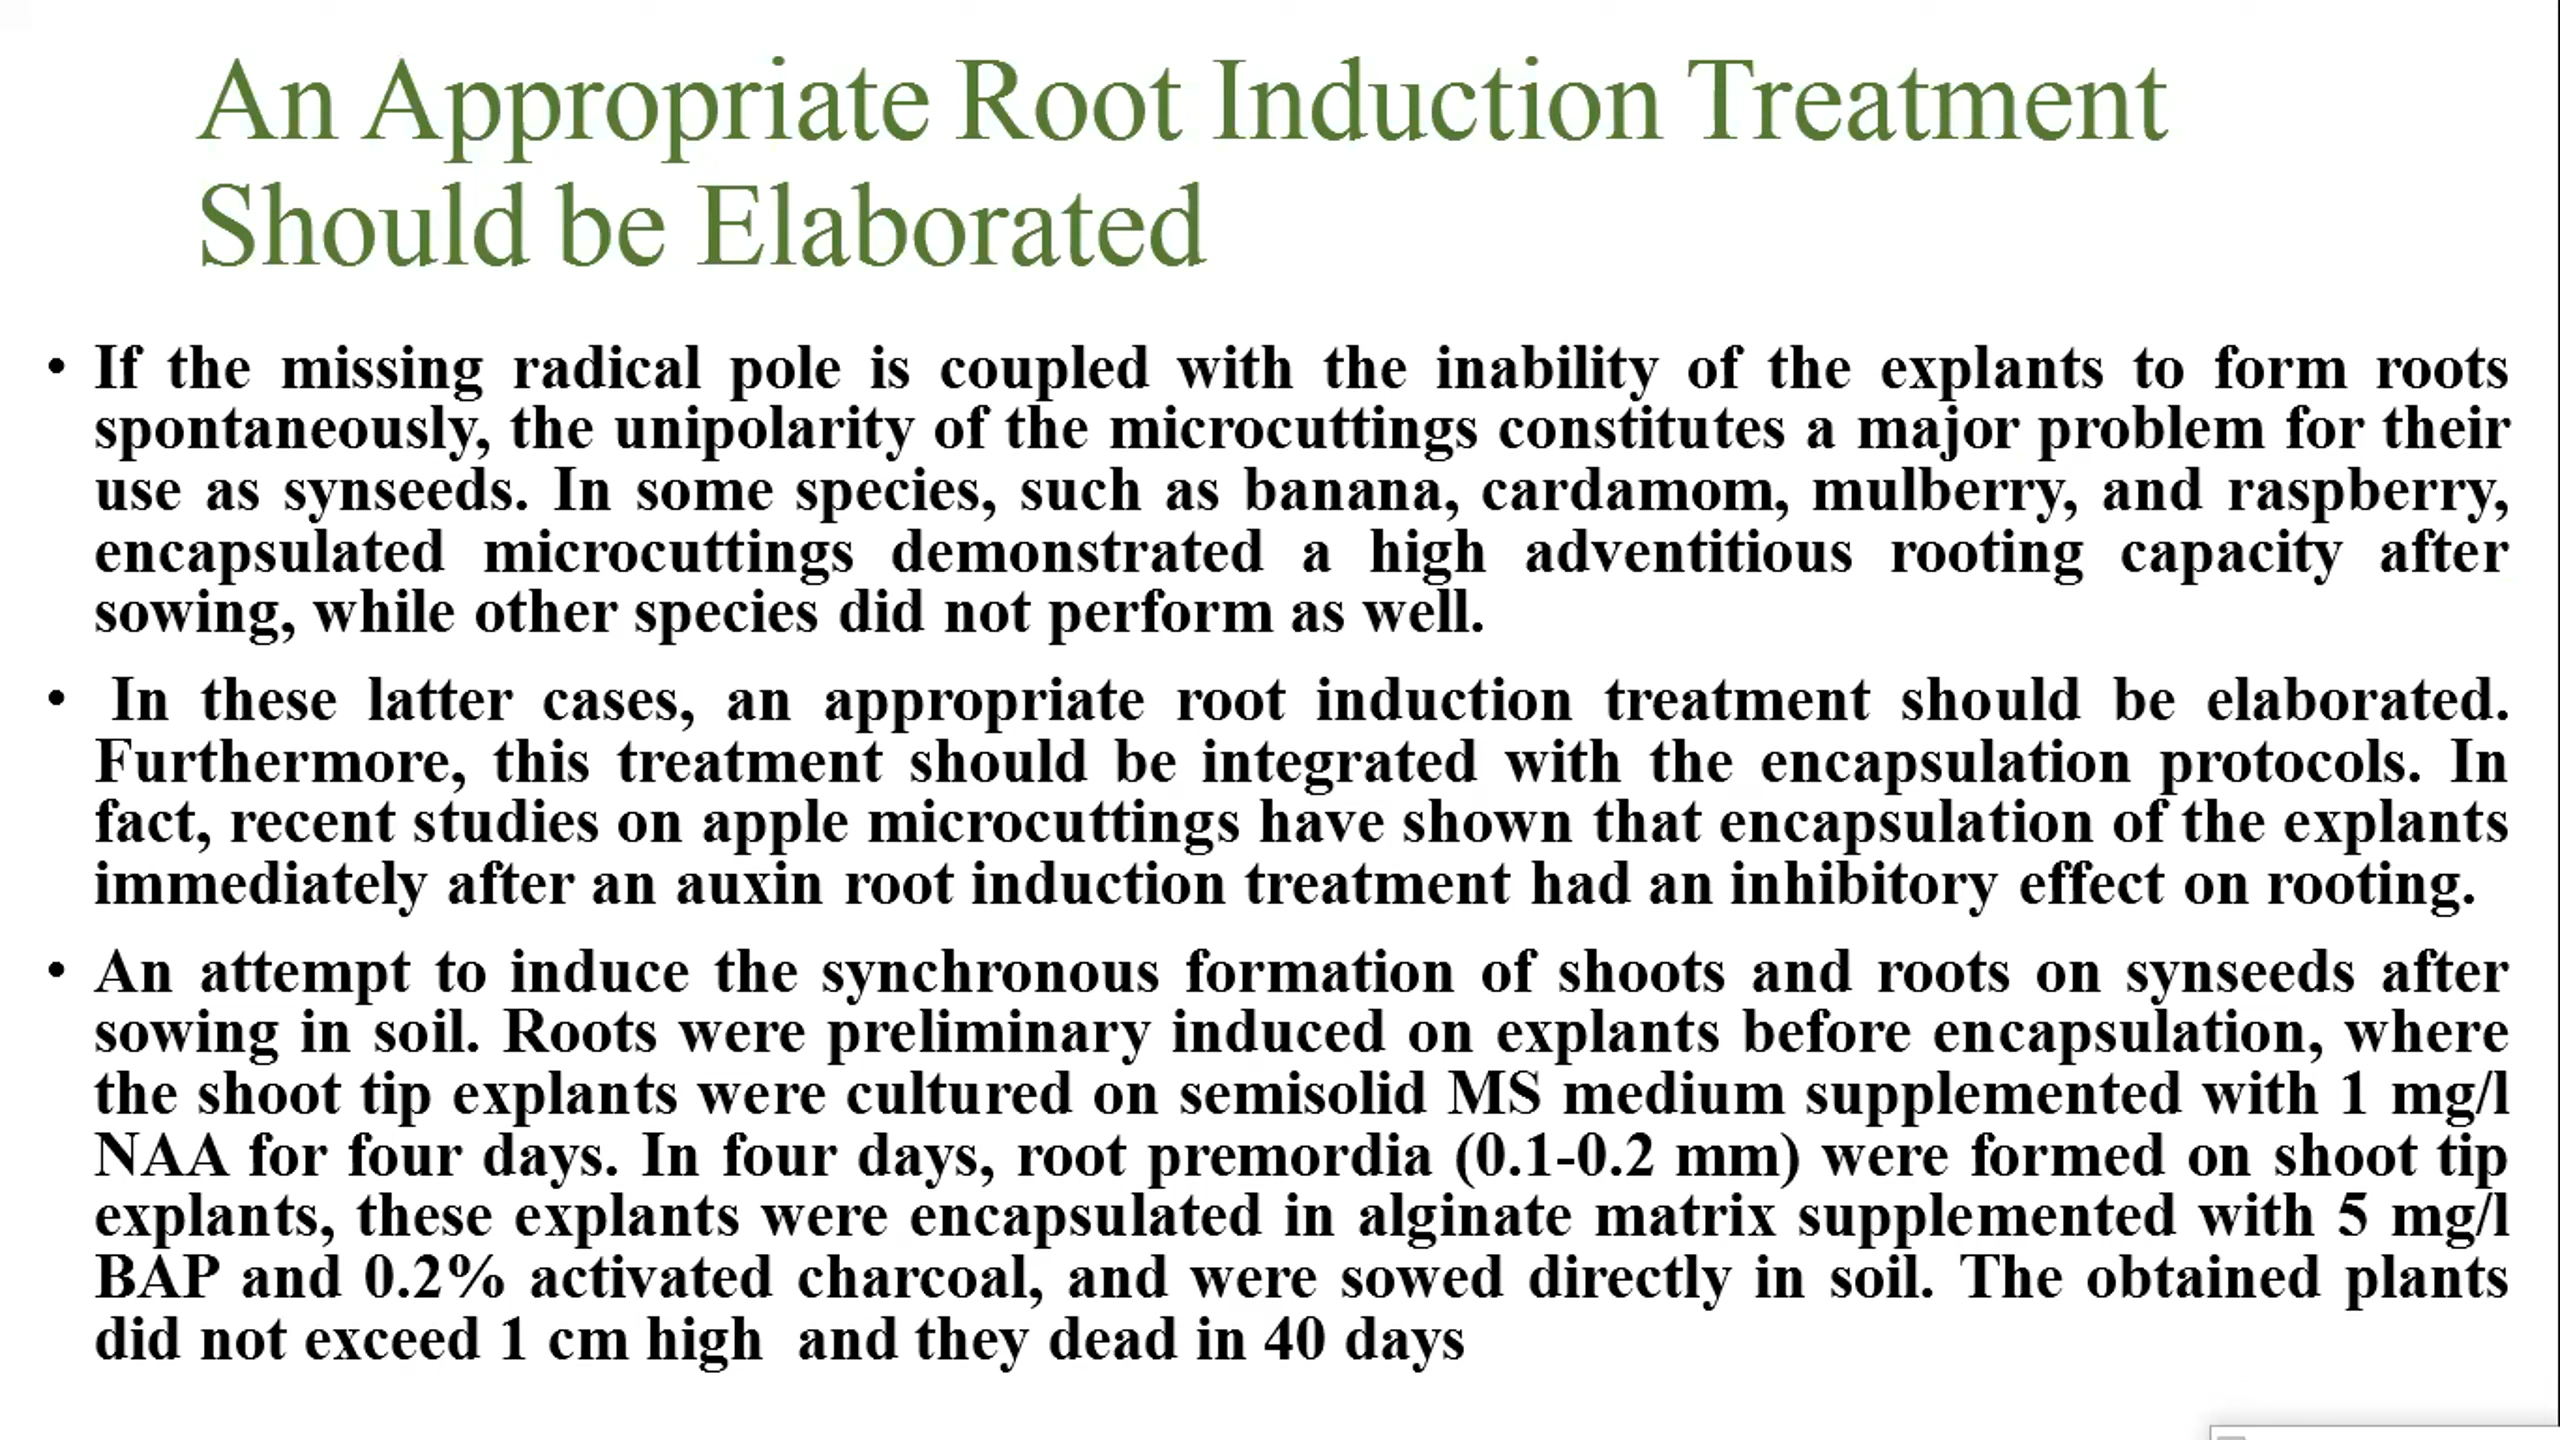 An Appropriate Root Induction Treatment
Should be Elaborated
• If the missing radical pole is coupled with the inability of the explants to form roots
spontaneously, the unipolarity of the microcuttings constitutes a major problem for their
use as synseeds. In some species, such as banana, cardamom, mulberry, and raspberry,
encapsulated microcuttings demonstrated a high adventitious rooting capacity after
sowing, while other species did not perform as well.
• In these latter cases, an appropriate root induction treatment should be elaborated.
Furthermore, this treatment should be integrated with the encapsulation protocols. In
fact, recent studies on apple microcuttings have shown that encapsulation of the explants
immediately after an auxin root induction treatment had an inhibitory effect on rooting.
• An attempt to induce the synchronous formation of shoots and roots on synseeds after
sowing in soil. Roots were preliminary induced on explants before encapsulation, where
the shoot tip explants were cultured on semisolid MS medium supplemented with 1 mg/l
NAA for four days. In four days, root premordia (0.1-0.2 mm) were formed on shoot tip
explants, these explants were encapsulated in alginate matrix supplemented with 5 mg/l
BAP and 0.2% activated charcoal, and were sowed directly in soil. The obtained plants
did not exceed 1 cm high  and they dead in 40 days